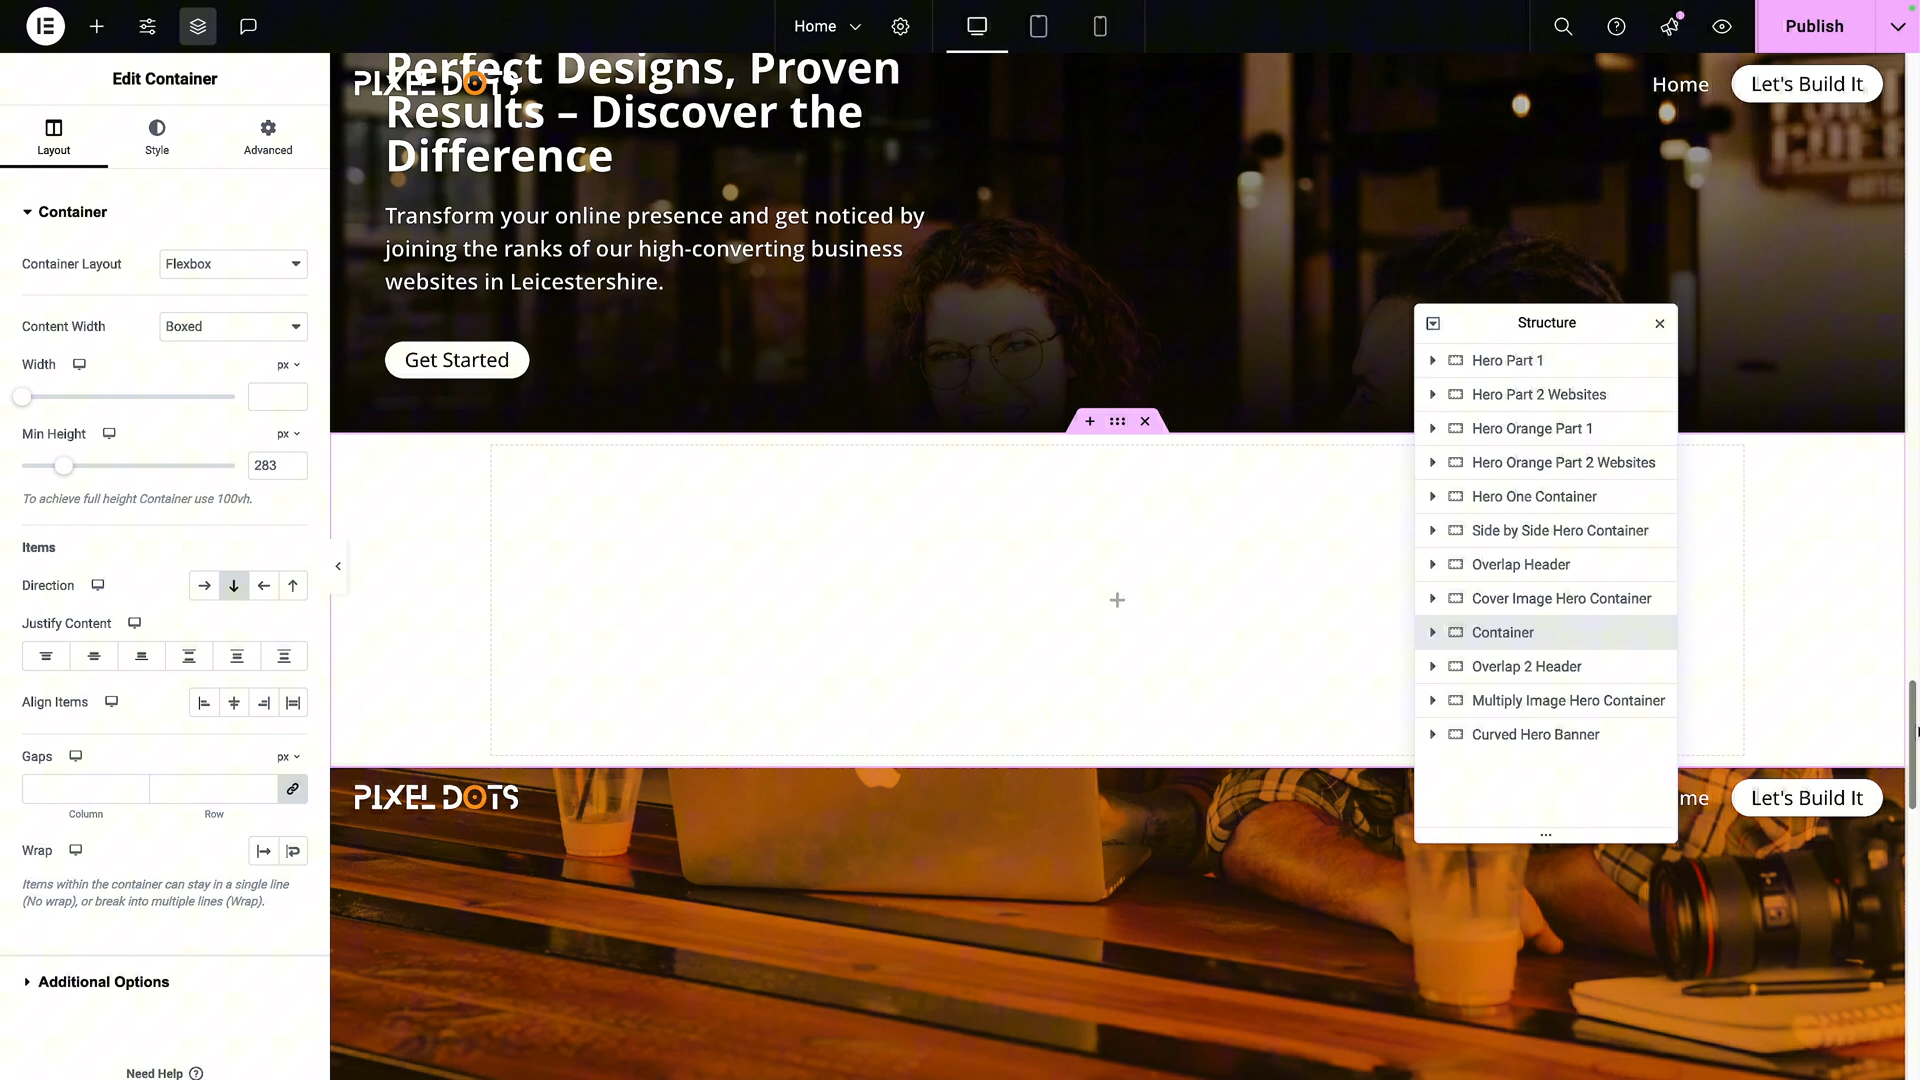 Home
Publish
Edit Container
Layout
Style
Advanced
Container
Container Layout
Flexbox
Content Width
Boxed
Width
px
Min Height
px
283
To achieve full height Container use 100vh.
Items
Direction
Justify Content
Align Items
Gaps
px
Column
Row
Wrap
Items within the container can stay in a single line
(No wrap), or break into multiple lines (Wrap).
Additional Options
Need Help
PIXEL DOTS
Home
Let's Build It
Perfect Designs, Proven
Results – Discover the
Difference
Transform your online presence and get noticed by
joining the ranks of our high-converting business
websites in Leicestershire.
Get Started
Structure
Hero Part 1
Hero Part 2 Websites
Hero Orange Part 1
Hero Orange Part 2 Websites
Hero One Container
Side by Side Hero Container
Overlap Header
Cover Image Hero Container
Container
Overlap 2 Header
Multiply Image Hero Container
Curved Hero Banner
PIXEL DOTS
me
Let's Build It